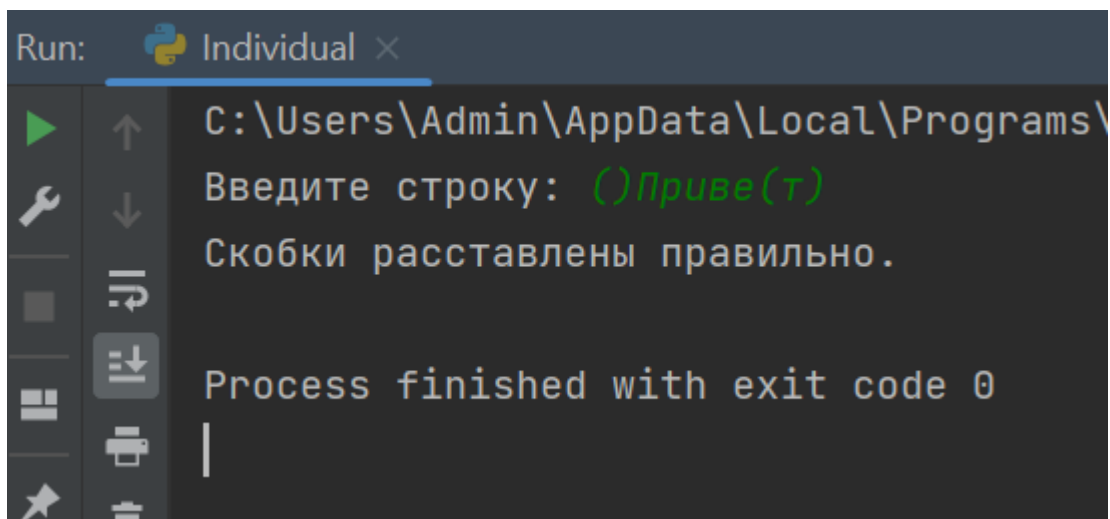 Run: Individual
C:\Users\Admin\AppData\Local\Programs\
Введите строку: ()Приве(т)
Скобки расставлены правильно.
Process finished with exit code 0